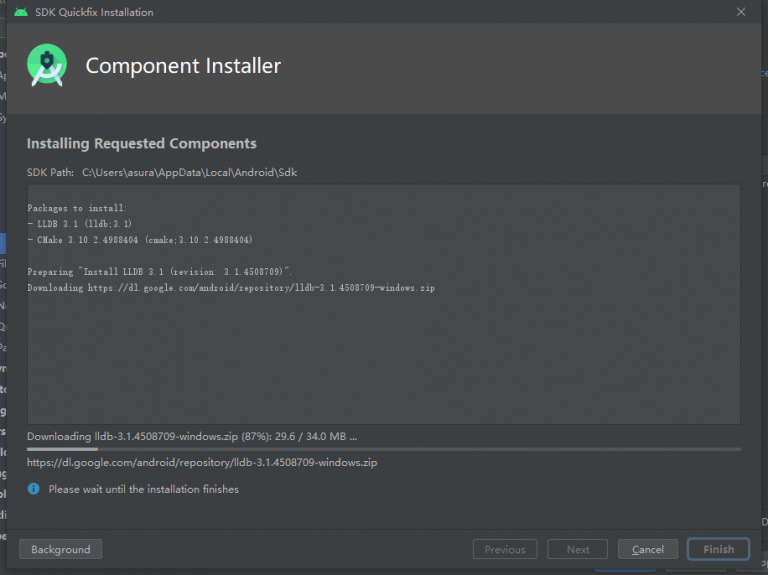 SDK Quickfix Installation
Component Installer
Installing Requested Components
SDK Path: C:\Users\asura\AppData\Local\Android\Sdk
Packages to install:
- LLDB 3.1 (lldb;3.1)
- CMake 3.10.2.4988404 (cmake;3.10.2.4988404)
Preparing "Install LLDB 3.1 (revision: 3.1.4508709)".
Downloading https://dl.google.com/android/repository/lldb-3.1.4508709-windows.zip
Downloading lldb-3.1.4508709-windows.zip (87%): 29.6 / 34.0 MB ...
https://dl.google.com/android/repository/lldb-3.1.4508709-windows.zip
Please wait until the installation finishes
Background
Previous
Next
Cancel
Finish